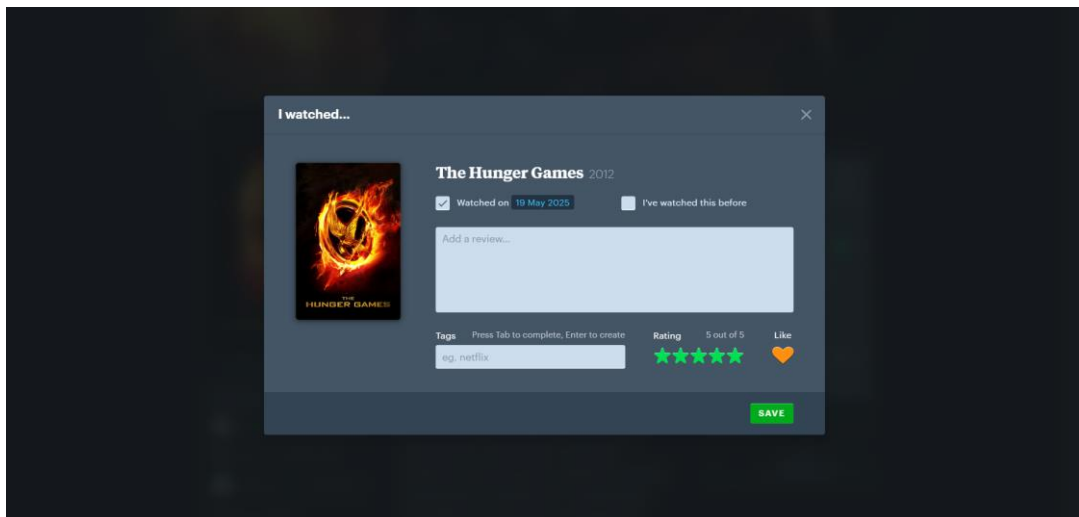 I watched...
The Hunger Games 2012
Watched on 19 May 2025 I've watched this before
Add a review...
THE
HUNGER GAMES
Tags Press Tab to complete, Enter to create Rating 5 out of 5 Like
eg. netflix
SAVE